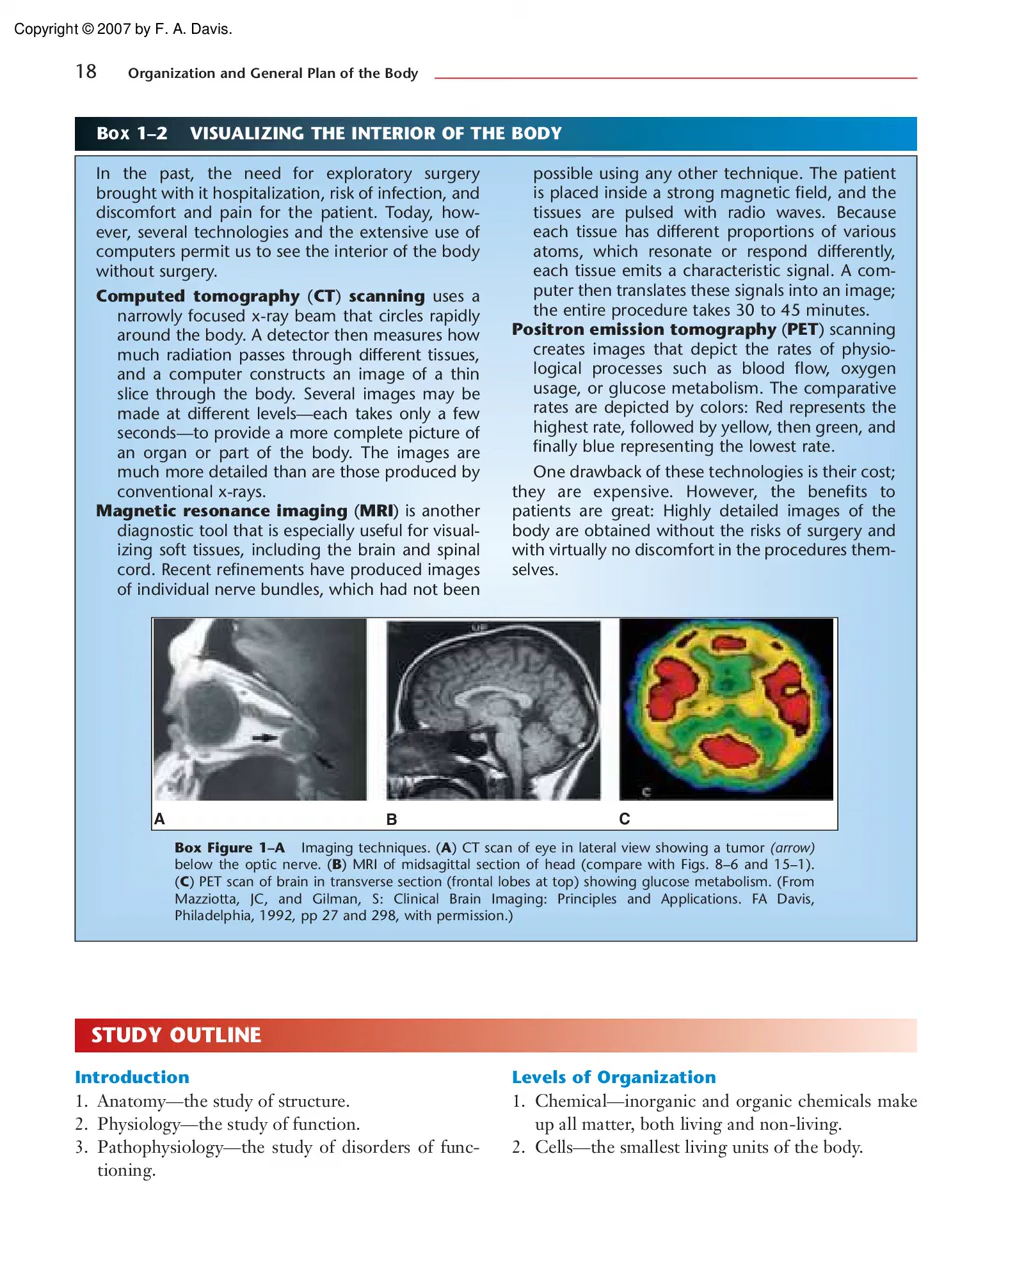 Copyright © 2007 by F. A. Davis.
18 Organization and General Plan of the Body
Box 1–2 VISUALIZING THE INTERIOR OF THE BODY
In the past, the need for exploratory surgery
brought with it hospitalization, risk of infection, and
discomfort and pain for the patient. Today, how-
ever, several technologies and the extensive use of
computers permit us to see the interior of the body
without surgery.
Computed tomography (CT) scanning uses a
narrowly focused x-ray beam that circles rapidly
around the body. A detector then measures how
much radiation passes through different tissues,
and a computer constructs an image of a thin
slice through the body. Several images may be
made at different levels—each takes only a few
seconds—to provide a more complete picture of
an organ or part of the body. The images are
much more detailed than are those produced by
conventional x-rays.
Magnetic resonance imaging (MRI) is another
diagnostic tool that is especially useful for visual-
izing soft tissues, including the brain and spinal
cord. Recent refinements have produced images
of individual nerve bundles, which had not been
possible using any other technique. The patient
is placed inside a strong magnetic field, and the
tissues are pulsed with radio waves. Because
each tissue has different proportions of various
atoms, which resonate or respond differently,
each tissue emits a characteristic signal. A com-
puter then translates these signals into an image;
the entire procedure takes 30 to 45 minutes.
Positron emission tomography (PET) scanning
creates images that depict the rates of physio-
logical processes such as blood flow, oxygen
usage, or glucose metabolism. The comparative
rates are depicted by colors: Red represents the
highest rate, followed by yellow, then green, and
finally blue representing the lowest rate.
One drawback of these technologies is their cost;
they are expensive. However, the benefits to
patients are great: Highly detailed images of the
body are obtained without the risks of surgery and
with virtually no discomfort in the procedures them-
selves.
C
A B C
Box Figure 1–A Imaging techniques. (A) CT scan of eye in lateral view showing a tumor (arrow)
below the optic nerve. (B) MRI of midsagittal section of head (compare with Figs. 8–6 and 15–1).
(C) PET scan of brain in transverse section (frontal lobes at top) showing glucose metabolism. (From
Mazziotta, JC, and Gilman, S: Clinical Brain Imaging: Principles and Applications. FA Davis,
Philadelphia, 1992, pp 27 and 298, with permission.)
STUDY OUTLINE
Introduction
1. Anatomy—the study of structure.
2. Physiology—the study of function.
3. Pathophysiology—the study of disorders of func-
tioning.
Levels of Organization
1. Chemical—inorganic and organic chemicals make
up all matter, both living and non-living.
2. Cells—the smallest living units of the body.